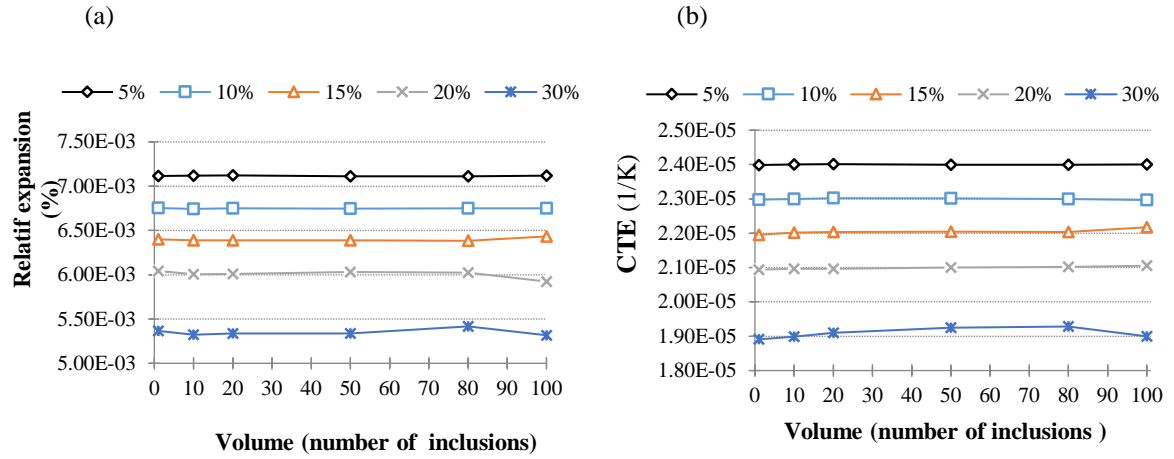 (a)
5% 10% 15% 20% 30%
Relatif expansion
(%)
7.50E-03
7.00E-03
6.50E-03
6.00E-03
5.50E-03
5.00E-03
0 10 20 30 40 50 60 70 80 90 100
Volume (number of inclusions)
(b)
5% 10% 15% 20% 30%
CTE (1/K)
2.50E-05
2.40E-05
2.30E-05
2.20E-05
2.10E-05
2.00E-05
1.90E-05
1.80E-05
0 10 20 30 40 50 60 70 80 90 100
Volume (number of inclusions )